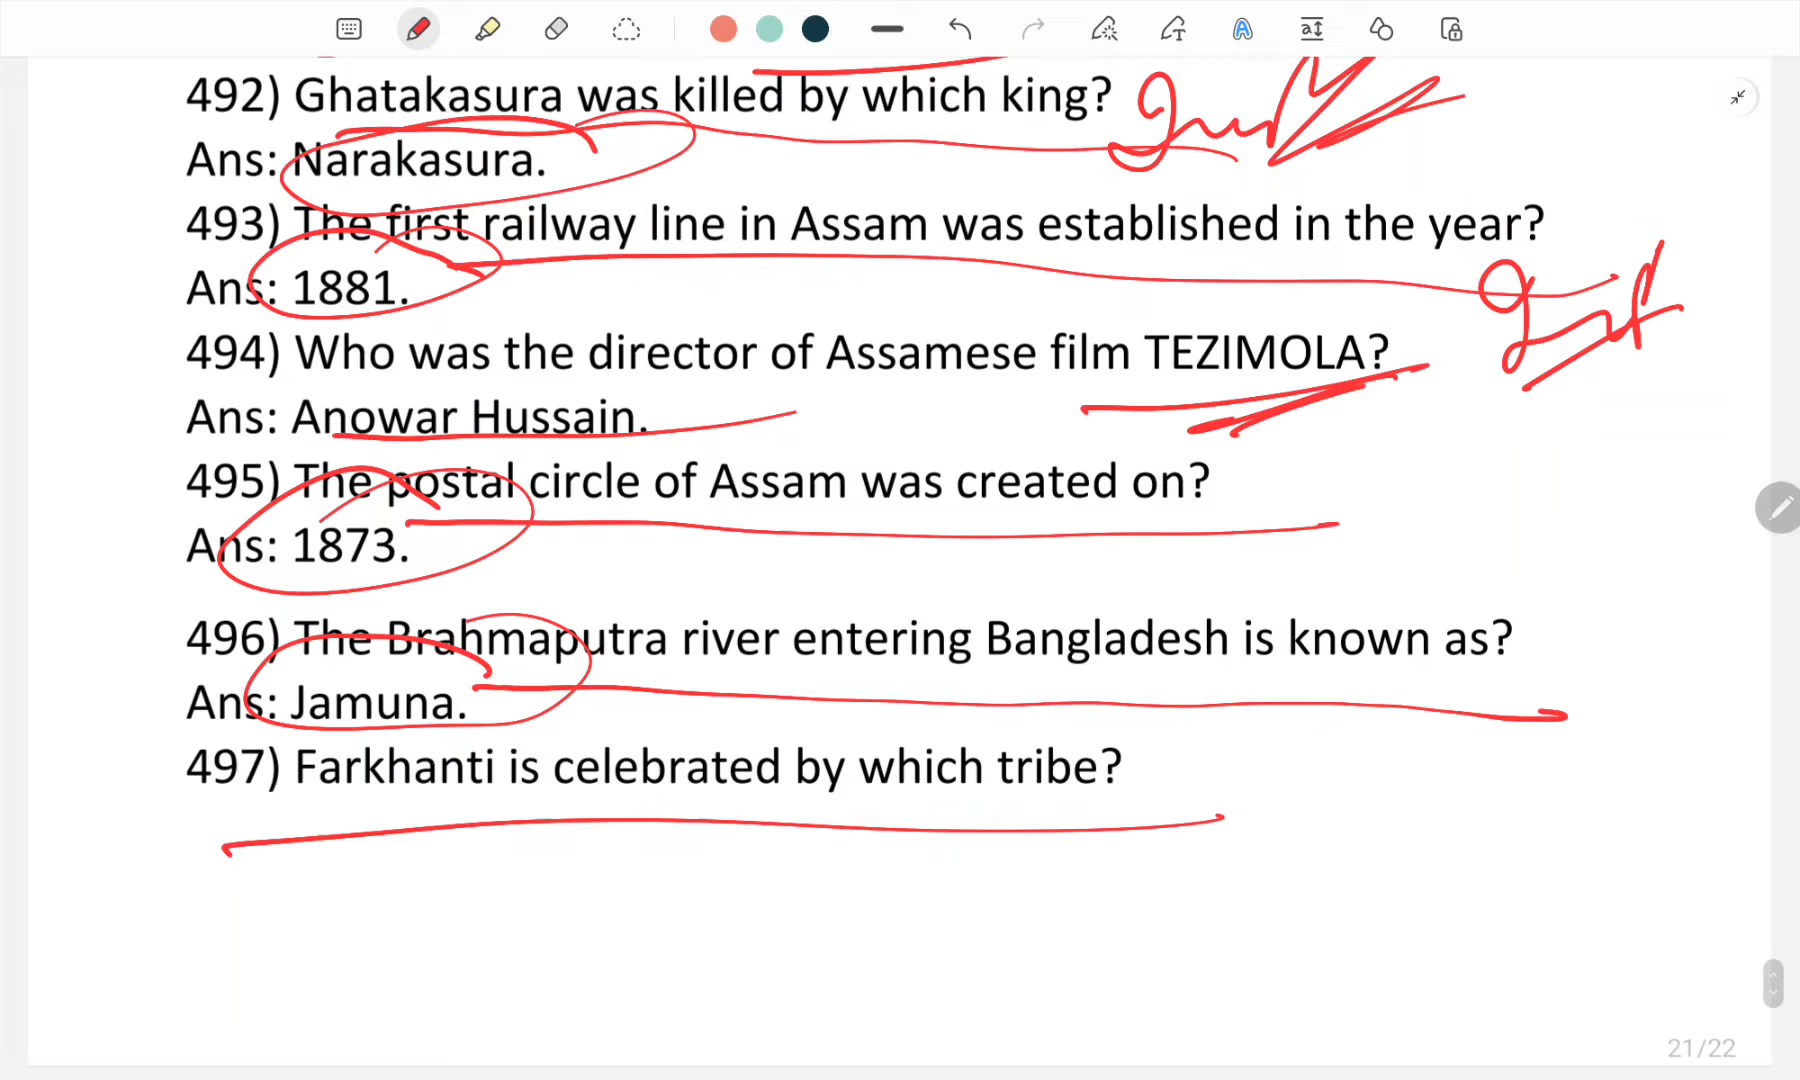 492) Ghatakasura was killed by which king?
Ans: Narakasura.
493) The first railway line in Assam was established in the year?
Ans: 1881.
494) Who was the director of Assamese film TEZIMOLA?
Ans: Anowar Hussain.
495) The postal circle of Assam was created on?
Ans: 1873.
496) The Brahmaputra river entering Bangladesh is known as?
Ans: Jamuna.
497) Farkhanti is celebrated by which tribe?
21/22